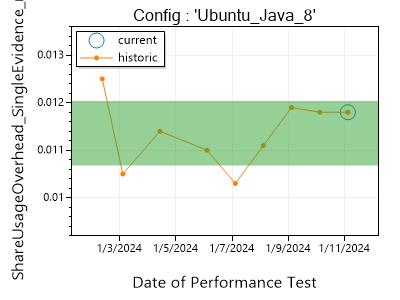 Config : 'Ubuntu_Java_8'
current
historic
0.013
0.012
0.011
0.01
ShareUsageOverhead_SingleEvidence_
1/3/2024 1/5/2024 1/7/2024 1/9/2024 1/11/2024
Date of Performance Test